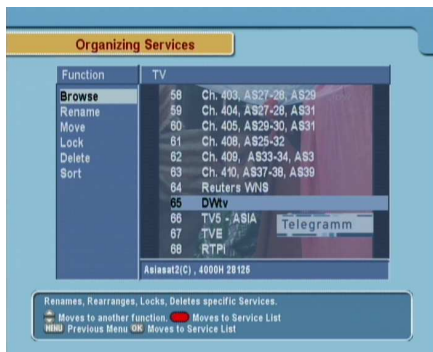 Organizing Services
Function
TV
Browse
Rename
Move
Lock
Delete
Sort
58 Ch. 403, AS27-28, AS29
59 Ch. 404, AS27-28, AS31
60 Ch. 405, AS29-30, AS31
61 Ch. 408, AS25-32
62 Ch. 409, AS33-34, AS3
63 Ch. 410, AS37-38, AS39
64 Reuters WNS
65 DWtv
66 TV5 - ASIA
67 TVE
68 RTPi
Telegramm
Asiasat2(C) , 4000H 28125
Renames, Rearranges, Locks, Deletes specific Services.
Moves to another function. Moves to Service List
MENU Previous Menu OK Moves to Service List